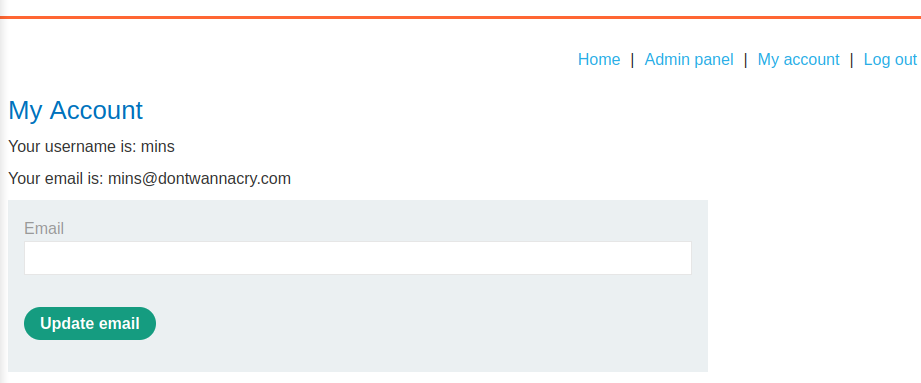 Home | Admin panel | My account | Log out
My Account
Your username is: mins
Your email is: mins@dontwannacry.com
Email
Update email